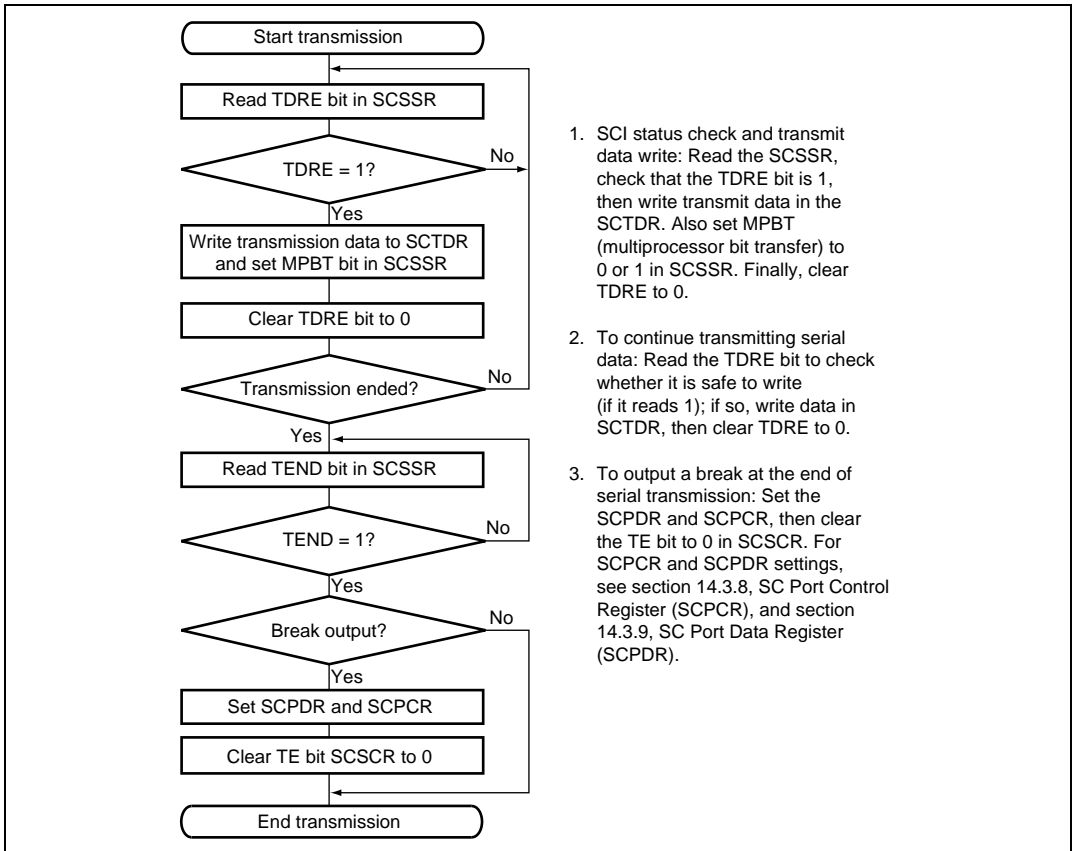 Start transmission
Read TDRE bit in SCSSR
TDRE = 1?
No
Yes
Write transmission data to SCTDR
and set MPBT bit in SCSSR
Clear TDRE bit to 0
Transmission ended?
No
Yes
Read TEND bit in SCSSR
TEND = 1?
No
Yes
Break output?
No
Yes
Set SCPDR and SCPCR
Clear TE bit SCSCR to 0
End transmission
1. SCI status check and transmit
data write: Read the SCSSR,
check that the TDRE bit is 1,
then write transmit data in the
SCTDR. Also set MPBT
(multiprocessor bit transfer) to
0 or 1 in SCSSR. Finally, clear
TDRE to 0.
2. To continue transmitting serial
data: Read the TDRE bit to check
whether it is safe to write
(if it reads 1); if so, write data in
SCTDR, then clear TDRE to 0.
3. To output a break at the end of
serial transmission: Set the
SCPDR and SCPCR, then clear
the TE bit to 0 in SCSCR. For
SCPCR and SCPDR settings,
see section 14.3.8, SC Port Control
Register (SCPCR), and section
14.3.9, SC Port Data Register
(SCPDR).